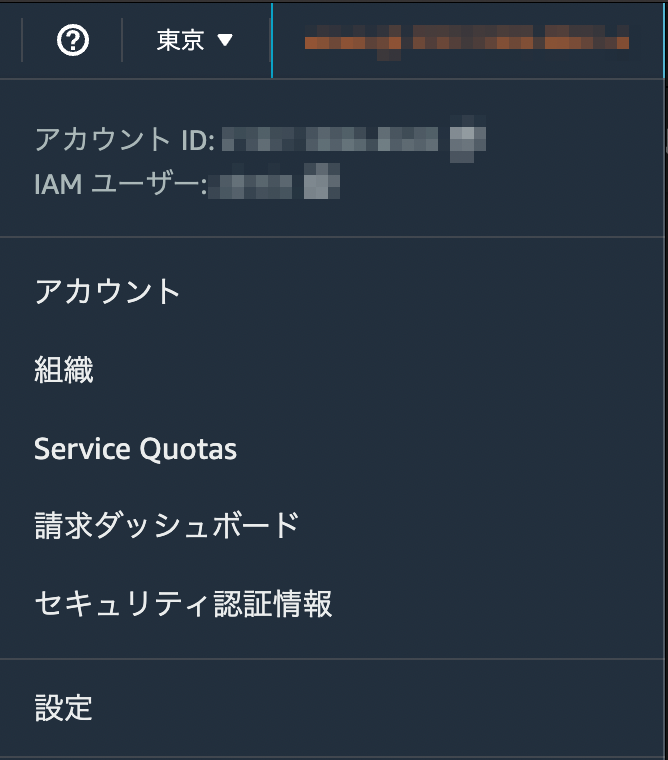 東京 ▼
アカウント ID:
IAM ユーザー:
アカウント
組織
Service Quotas
請求ダッシュボード
セキュリティ認証情報
設定